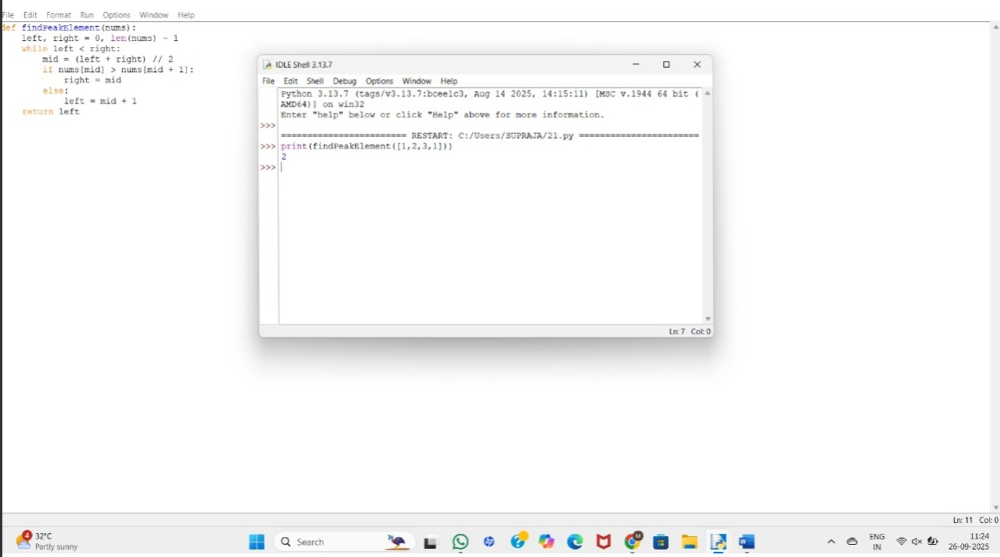 File Edit Format Run Options Window Help
def findPeakElement(nums):
    left, right = 0, len(nums) - 1
    while left < right:
        mid = (left + right) // 2
        if nums[mid] > nums[mid + 1]:
            right = mid
        else:
            left = mid + 1
    return left
IDLE Shell 3.13.7
File Edit Shell Debug Options Window Help
Python 3.13.7 (tags/v3.13.7:bcee1c3, Aug 14 2025, 14:15:11) [MSC v.1944 64 bit (
AMD64)] on win32
Enter "help" below or click "Help" above for more information.
>>>
======================== RESTART: C:/Users/SUPRAJA/21.py =======================
>>> print(findPeakElement([1,2,3,1]))
2
>>>
Ln: 7 Col: 0
Ln: 11 Col: 0
4
32°C
Partly sunny
Search
M
ENG
IN
11:24
26-09-2025